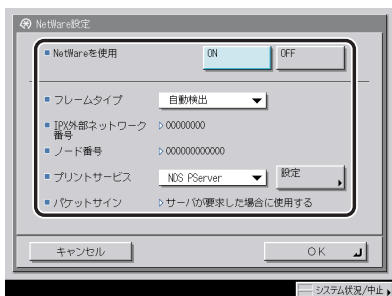 NetWare設定
NetWareを使用 ON OFF
フレームタイプ 自動検出
IPX外部ネットワーク
番号 00000000
ノード番号 000000000000
プリントサービス NDS PServer 設定
パケットサイン サーバが要求した場合に使用する
キャンセル OK
システム状況/中止